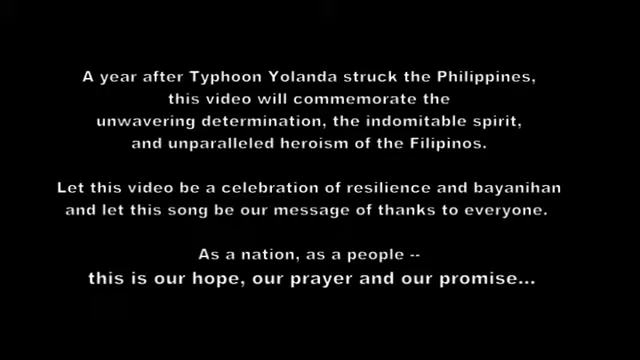 A year after Typhoon Yolanda struck the Philippines,
this video will commemorate the
unwavering determination, the indomitable spirit,
and unparalleled heroism of the Filipinos.
Let this video be a celebration of resilience and bayanihan
and let this song be our message of thanks to everyone.
As a nation, as a people --
this is our hope, our prayer and our promise...